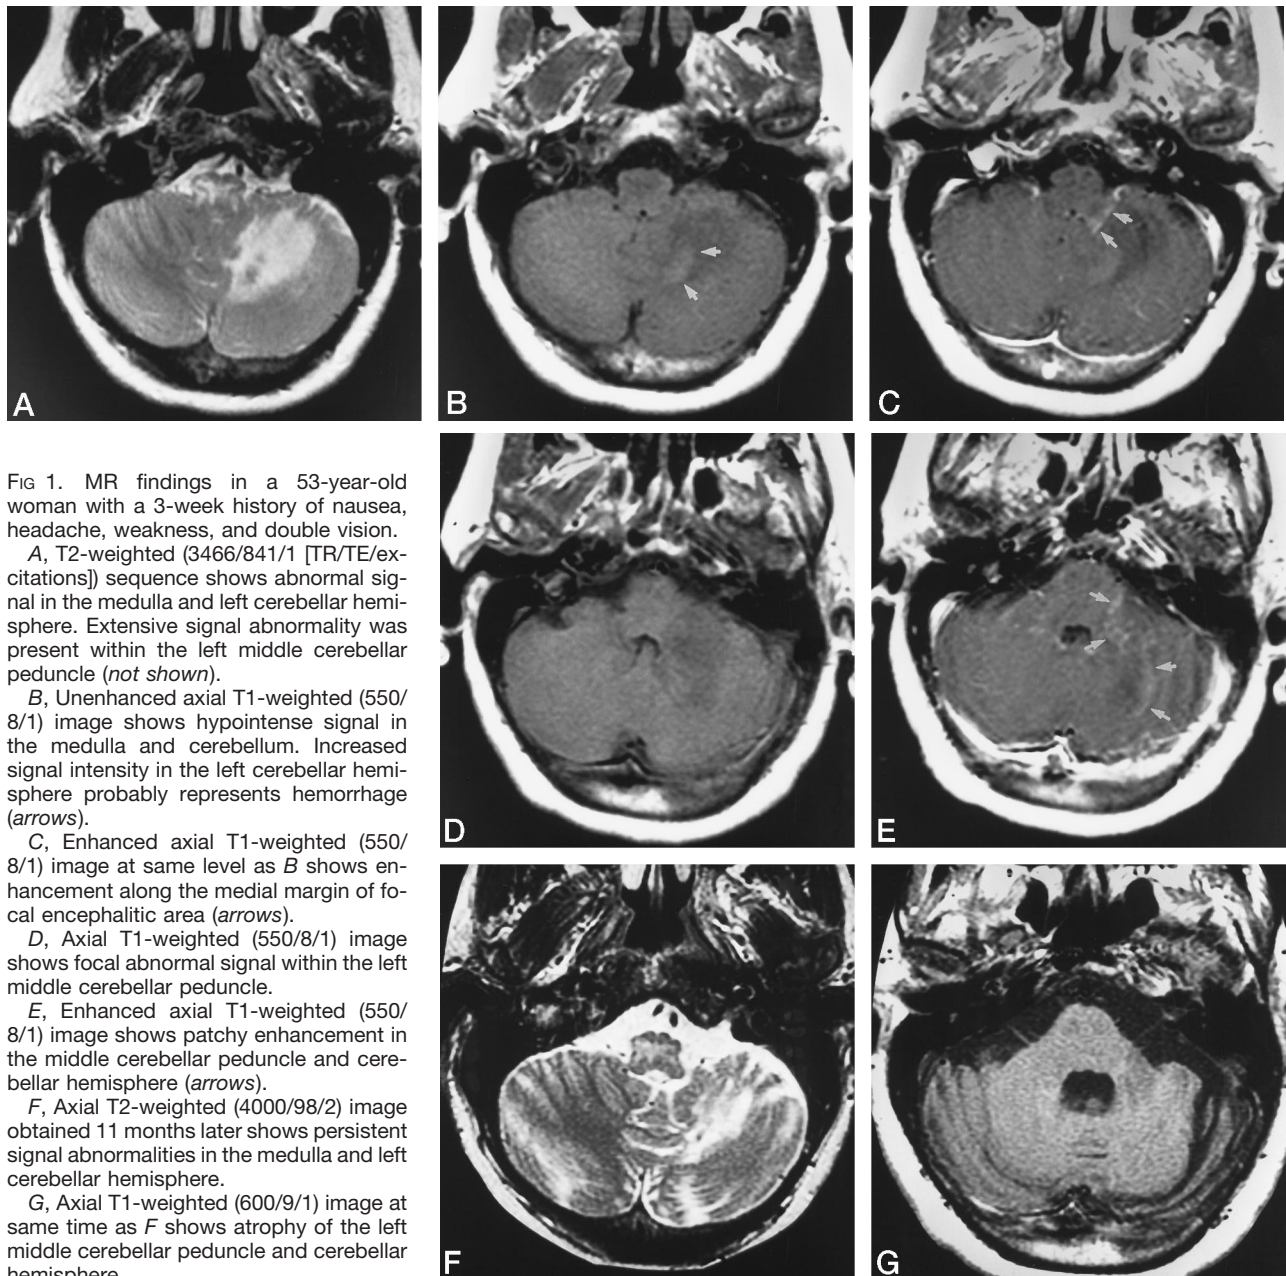 A
B
C
FIG 1. MR findings in a 53-year-old
woman with a 3-week history of nausea,
headache, weakness, and double vision.
A, T2-weighted (3466/841/1 [TR/TE/ex-
citations]) sequence shows abnormal sig-
nal in the medulla and left cerebellar hemi-
sphere. Extensive signal abnormality was
present within the left middle cerebellar
peduncle (not shown).
B, Unenhanced axial T1-weighted (550/
8/1) image shows hypointense signal in
the medulla and cerebellum. Increased
signal intensity in the left cerebellar hemi-
sphere probably represents hemorrhage
(arrows).
C, Enhanced axial T1-weighted (550/
8/1) image at same level as B shows en-
hancement along the medial margin of fo-
cal encephalitic area (arrows).
D, Axial T1-weighted (550/8/1) image
shows focal abnormal signal within the left
middle cerebellar peduncle.
E, Enhanced axial T1-weighted (550/
8/1) image shows patchy enhancement in
the middle cerebellar peduncle and cere-
bellar hemisphere (arrows).
F, Axial T2-weighted (4000/98/2) image
obtained 11 months later shows persistent
signal abnormalities in the medulla and left
cerebellar hemisphere.
G, Axial T1-weighted (600/9/1) image at
same time as F shows atrophy of the left
middle cerebellar peduncle and cerebellar
hemisphere.
D
E
F
G